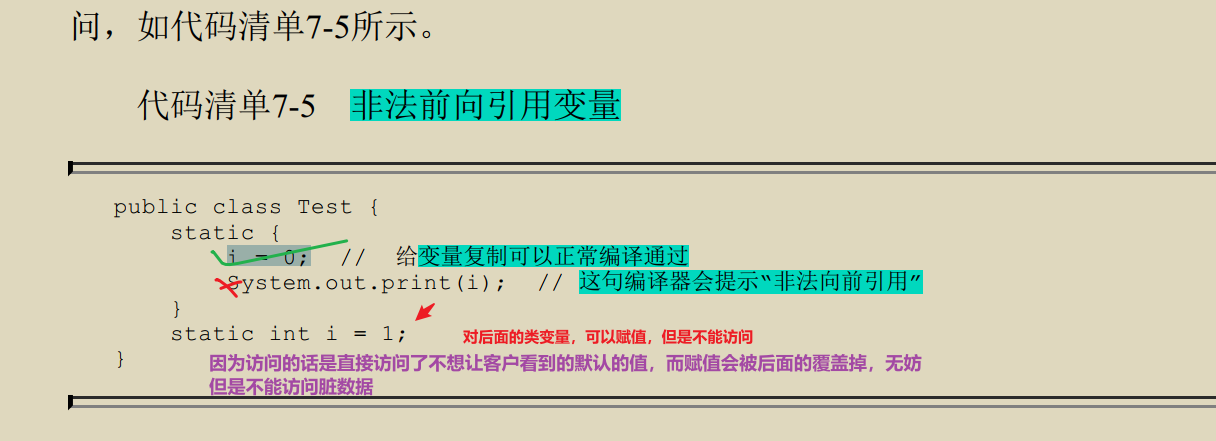 问，如代码清单7-5所示。
代码清单7-5 非法前向引用变量
public class Test {
static {
i = 0; // 给变量复制可以正常编译通过
System.out.print(i); // 这句编译器会提示“非法向前引用”
}
static int i = 1;
对后面的类变量，可以赋值，但是不能访问
}
因为访问的话是直接访问了不想让客户看到的默认的值，而赋值会被后面的覆盖掉，无妨
但是不能访问脏数据